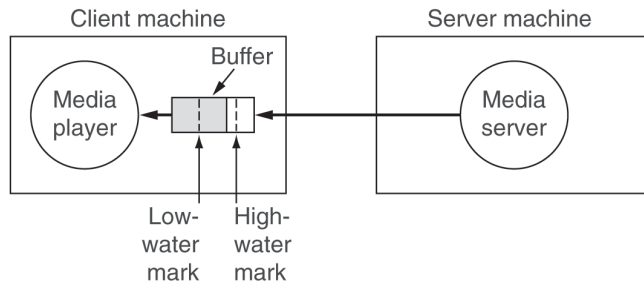 Client machine
Server machine
Buffer
Media
player
Media
server
Low-
water
mark
High-
water
mark